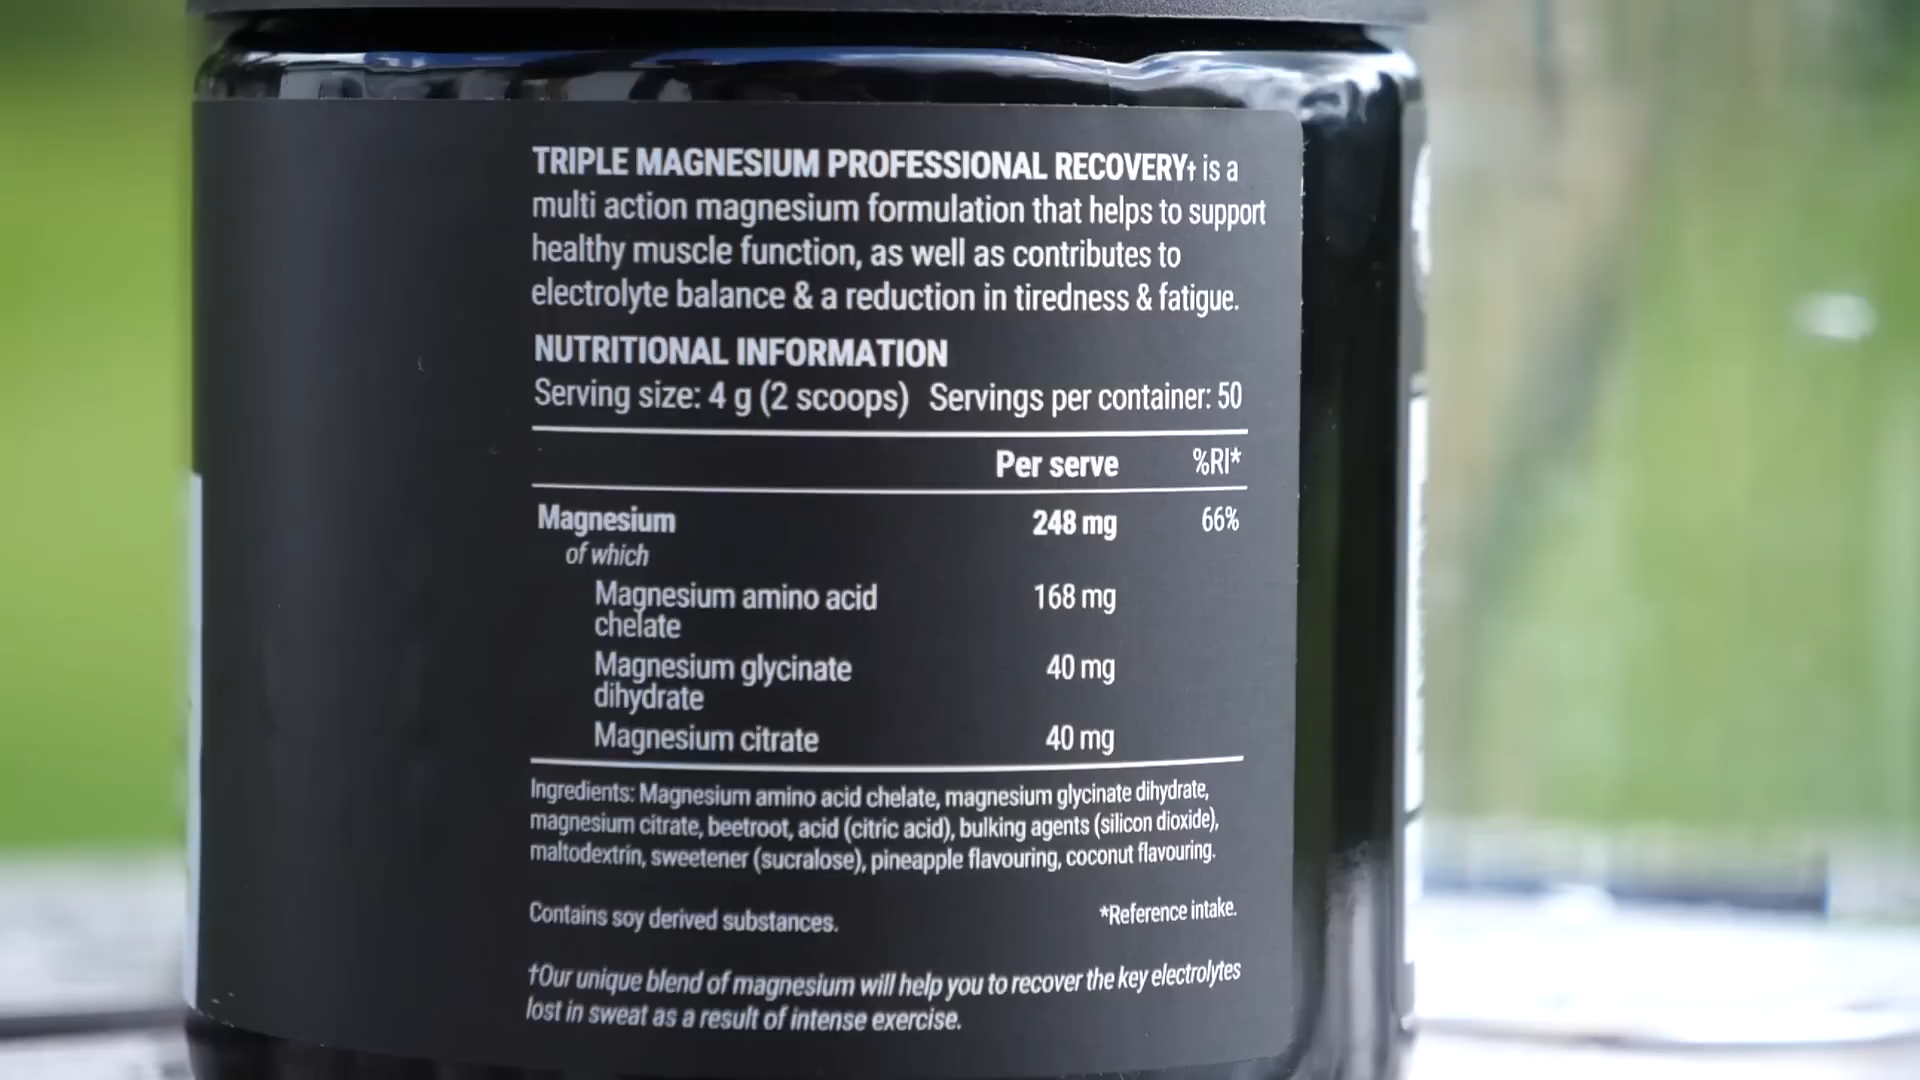 TRIPLE MAGNESIUM PROFESSIONAL RECOVERY† is a
multi action magnesium formulation that helps to support
healthy muscle function, as well as contributes to
electrolyte balance & a reduction in tiredness & fatigue.
NUTRITIONAL INFORMATION
Serving size: 4 g (2 scoops) Servings per container: 50
Per serve %RI*
Magnesium 248 mg 66%
of which
Magnesium amino acid 168 mg
chelate
Magnesium glycinate 40 mg
dihydrate
Magnesium citrate 40 mg
Ingredients: Magnesium amino acid chelate, magnesium glycinate dihydrate,
magnesium citrate, beetroot, acid (citric acid), bulking agents (silicon dioxide),
maltodextrin, sweetener (sucralose), pineapple flavouring, coconut flavouring.
Contains soy derived substances. *Reference intake.
†Our unique blend of magnesium will help you to recover the key electrolytes
lost in sweat as a result of intense exercise.